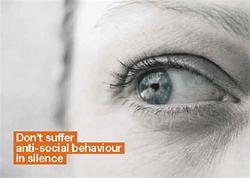 Don't suffer
anti-social behaviour
in silence